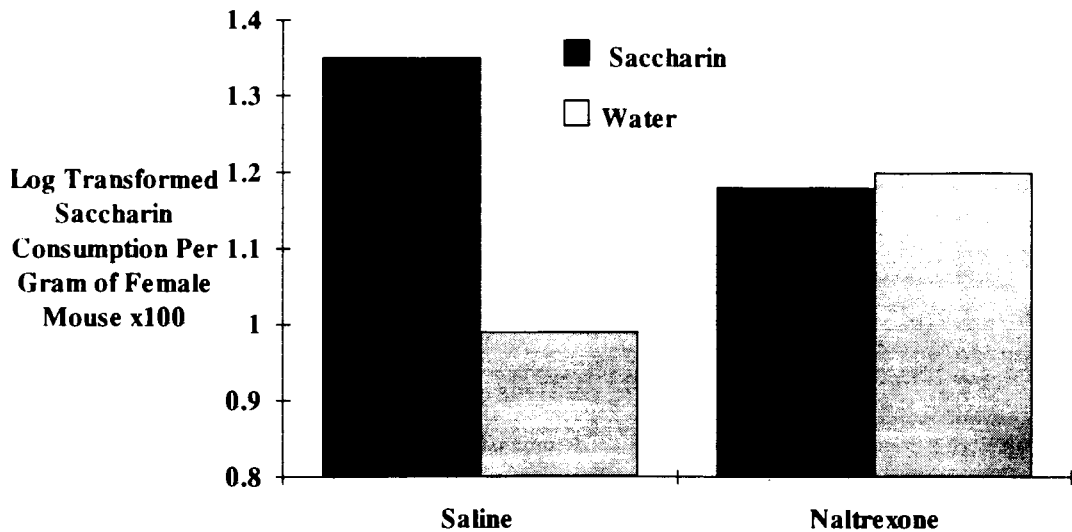 1.4
1.3
1.2
1.1
1
0.9
0.8
Log Transformed
Saccharin
Consumption Per
Gram of Female
Mouse x100
Saccharin
Water
Saline
Naltrexone